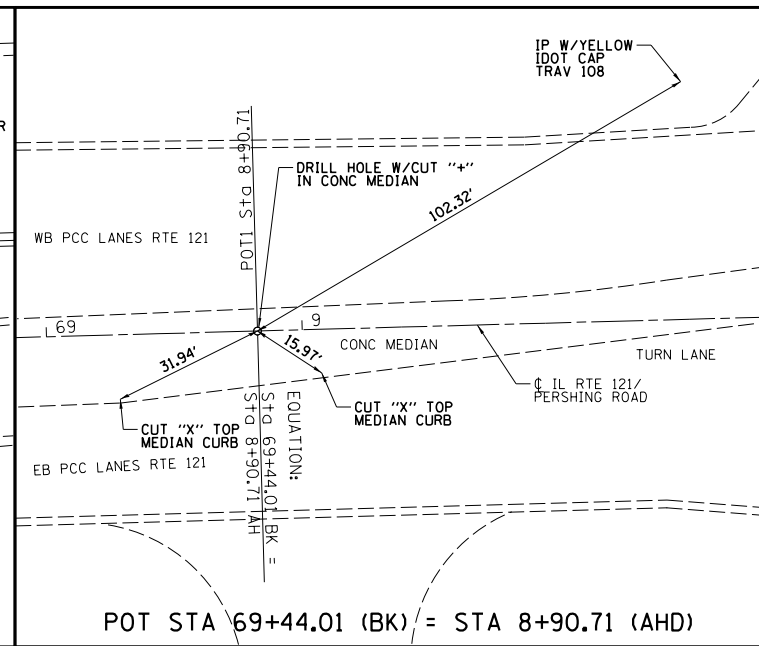 IP W/YELLOW
IDOT CAP
TRAV 108
R
POT1 Sta 8+90.71
DRILL HOLE W/CUT "+"
IN CONC MEDIAN
102.32'
WB PCC LANES RTE 121
69
9
31.94'
15.97'
CONC MEDIAN
TURN LANE
℄ IL RTE 121/
PERSHING ROAD
CUT "X" TOP
MEDIAN CURB
CUT "X" TOP
MEDIAN CURB
EQUATION:
Sta 69+44.01 BK =
Sta 8+90.71 AH
EB PCC LANES RTE 121
POT STA 69+44.01 (BK) = STA 8+90.71 (AHD)